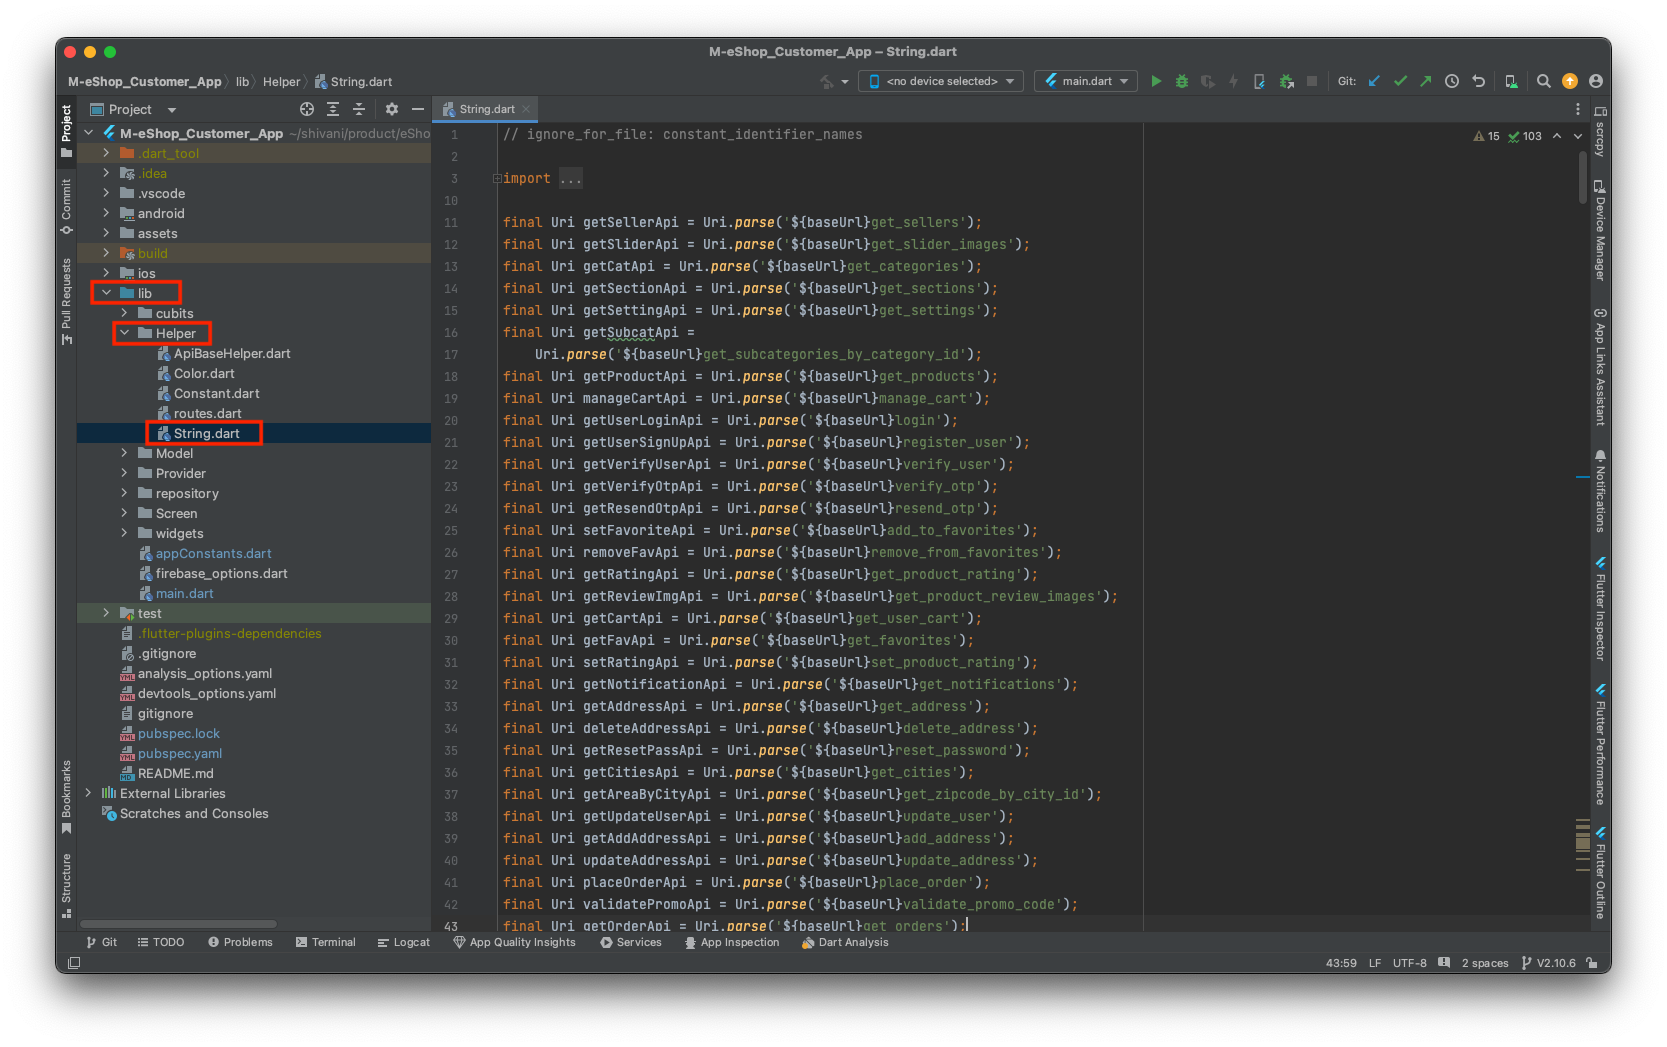 M-eShop_Customer_App – String.dart
M-eShop_Customer_App lib Helper String.dart
<no device selected> main.dart Git:
Project
String.dart
M-eShop_Customer_App ~/shivani/product/eSho
.dart_tool
.idea
.vscode
android
assets
build
ios
lib
cubits
Helper
ApiBaseHelper.dart
Color.dart
Constant.dart
routes.dart
String.dart
Model
Provider
repository
Screen
widgets
appConstants.dart
firebase_options.dart
main.dart
test
.flutter-plugins-dependencies
.gitignore
analysis_options.yaml
devtools_options.yaml
gitignore
pubspec.lock
pubspec.yaml
README.md
External Libraries
Scratches and Consoles
Project
Commit
Pull Requests
Bookmarks
Structure
15 103
1 // ignore_for_file: constant_identifier_names
2
3 import ...
10
11 final Uri getSellerApi = Uri.parse('${baseUrl}get_sellers');
12 final Uri getSliderApi = Uri.parse('${baseUrl}get_slider_images');
13 final Uri getCatApi = Uri.parse('${baseUrl}get_categories');
14 final Uri getSectionApi = Uri.parse('${baseUrl}get_sections');
15 final Uri getSettingApi = Uri.parse('${baseUrl}get_settings');
16 final Uri getSubcatApi =
17 Uri.parse('${baseUrl}get_subcategories_by_category_id');
18 final Uri getProductApi = Uri.parse('${baseUrl}get_products');
19 final Uri manageCartApi = Uri.parse('${baseUrl}manage_cart');
20 final Uri getUserLoginApi = Uri.parse('${baseUrl}login');
21 final Uri getUserSignUpApi = Uri.parse('${baseUrl}register_user');
22 final Uri getVerifyUserApi = Uri.parse('${baseUrl}verify_user');
23 final Uri getVerifyOtpApi = Uri.parse('${baseUrl}verify_otp');
24 final Uri getResendOtpApi = Uri.parse('${baseUrl}resend_otp');
25 final Uri setFavoriteApi = Uri.parse('${baseUrl}add_to_favorites');
26 final Uri removeFavApi = Uri.parse('${baseUrl}remove_from_favorites');
27 final Uri getRatingApi = Uri.parse('${baseUrl}get_product_rating');
28 final Uri getReviewImgApi = Uri.parse('${baseUrl}get_product_review_images');
29 final Uri getCartApi = Uri.parse('${baseUrl}get_user_cart');
30 final Uri getFavApi = Uri.parse('${baseUrl}get_favorites');
31 final Uri setRatingApi = Uri.parse('${baseUrl}set_product_rating');
32 final Uri getNotificationApi = Uri.parse('${baseUrl}get_notifications');
33 final Uri getAddressApi = Uri.parse('${baseUrl}get_address');
34 final Uri deleteAddressApi = Uri.parse('${baseUrl}delete_address');
35 final Uri getResetPassApi = Uri.parse('${baseUrl}reset_password');
36 final Uri getCitiesApi = Uri.parse('${baseUrl}get_cities');
37 final Uri getAreaByCityApi = Uri.parse('${baseUrl}get_zipcode_by_city_id');
38 final Uri getUpdateUserApi = Uri.parse('${baseUrl}update_user');
39 final Uri getAddAddressApi = Uri.parse('${baseUrl}add_address');
40 final Uri updateAddressApi = Uri.parse('${baseUrl}update_address');
41 final Uri placeOrderApi = Uri.parse('${baseUrl}place_order');
42 final Uri validatePromoApi = Uri.parse('${baseUrl}validate_promo_code');
43 final Uri getOrderApi = Uri.parse('${baseUrl}get_orders');
scrcpy
Device Manager
App Links Assistant
Notifications
Flutter Inspector
Flutter Performance
Flutter Outline
Git TODO Problems Terminal Logcat App Quality Insights Services App Inspection Dart Analysis
43:59 LF UTF-8 2 spaces V2.10.6